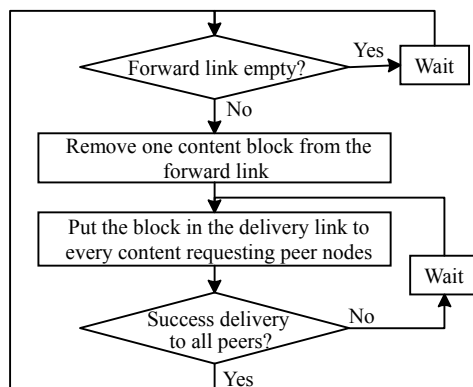 Yes
Forward link empty?
Wait
No
Remove one content block from the
forward link
Put the block in the delivery link to
every content requesting peer nodes
Wait
Success delivery
to all peers?
No
Yes